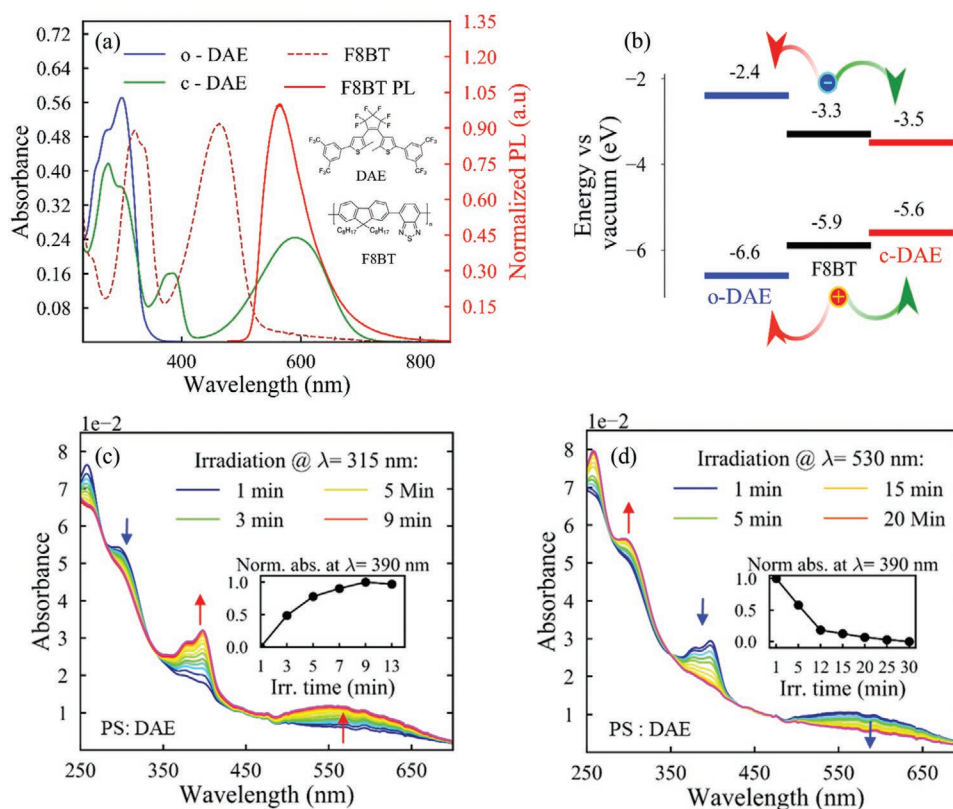 (a)
o - DAE
c - DAE
F8BT
F8BT PL
DAE
F8BT
F F F F F F
CF₃
F₃C
S
S
CF₃
CF₃
C₈H₁₇ C₈H₁₇
N S N
n
0.72
0.56
0.40
0.32
0.24
0.16
0.08
Absorbance
1.35
1.20
1.05
0.90
0.75
0.60
0.45
0.30
0.15
Normalized PL (a.u)
400 600 800
Wavelength (nm)
(b)
−2
−4
−6
Energy vs
vacuum (eV)
-2.4
-3.3
-3.5
-5.9
-5.6
-6.6
F8BT
c-DAE
o-DAE
−
+
(c)
1e−2
8
7
6
5
4
3
2
1
Absorbance
Irradiation @ λ= 315 nm:
1 min
5 Min
3 min
9 min
Norm. abs. at λ= 390 nm
1.0
0.5
0.0
1 3 5 7 9 13
Irr. time (min)
PS: DAE
250 350 450 550 650
Wavelength (nm)
(d)
1e−2
8
7
6
5
4
3
2
1
Absorbance
Irradiation @ λ= 530 nm:
1 min
15 min
5 min
20 Min
Norm. abs. at λ= 390 nm
1.0
0.5
0.0
1 5 12 15 20 25 30
Irr. time (min)
PS : DAE
250 350 450 550 650
Wavelength (nm)